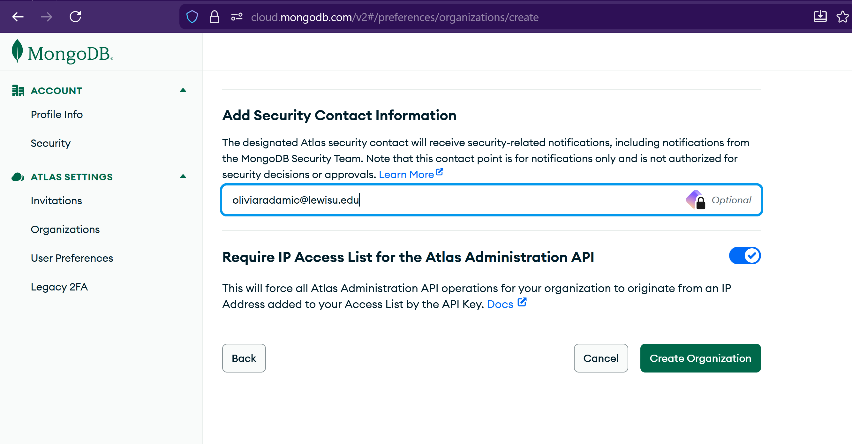 cloud.mongodb.com/v2#/preferences/organizations/create
MongoDB.
ACCOUNT
Profile Info
Security
ATLAS SETTINGS
Invitations
Organizations
User Preferences
Legacy 2FA
Add Security Contact Information
The designated Atlas security contact will receive security-related notifications, including notifications from
the MongoDB Security Team. Note that this contact point is for notifications only and is not authorized for
security decisions or approvals. Learn More
oliviaradamic@lewisu.edu Optional
Require IP Access List for the Atlas Administration API
This will force all Atlas Administration API operations for your organization to originate from an IP
Address added to your Access List by the API Key. Docs
Back Cancel Create Organization